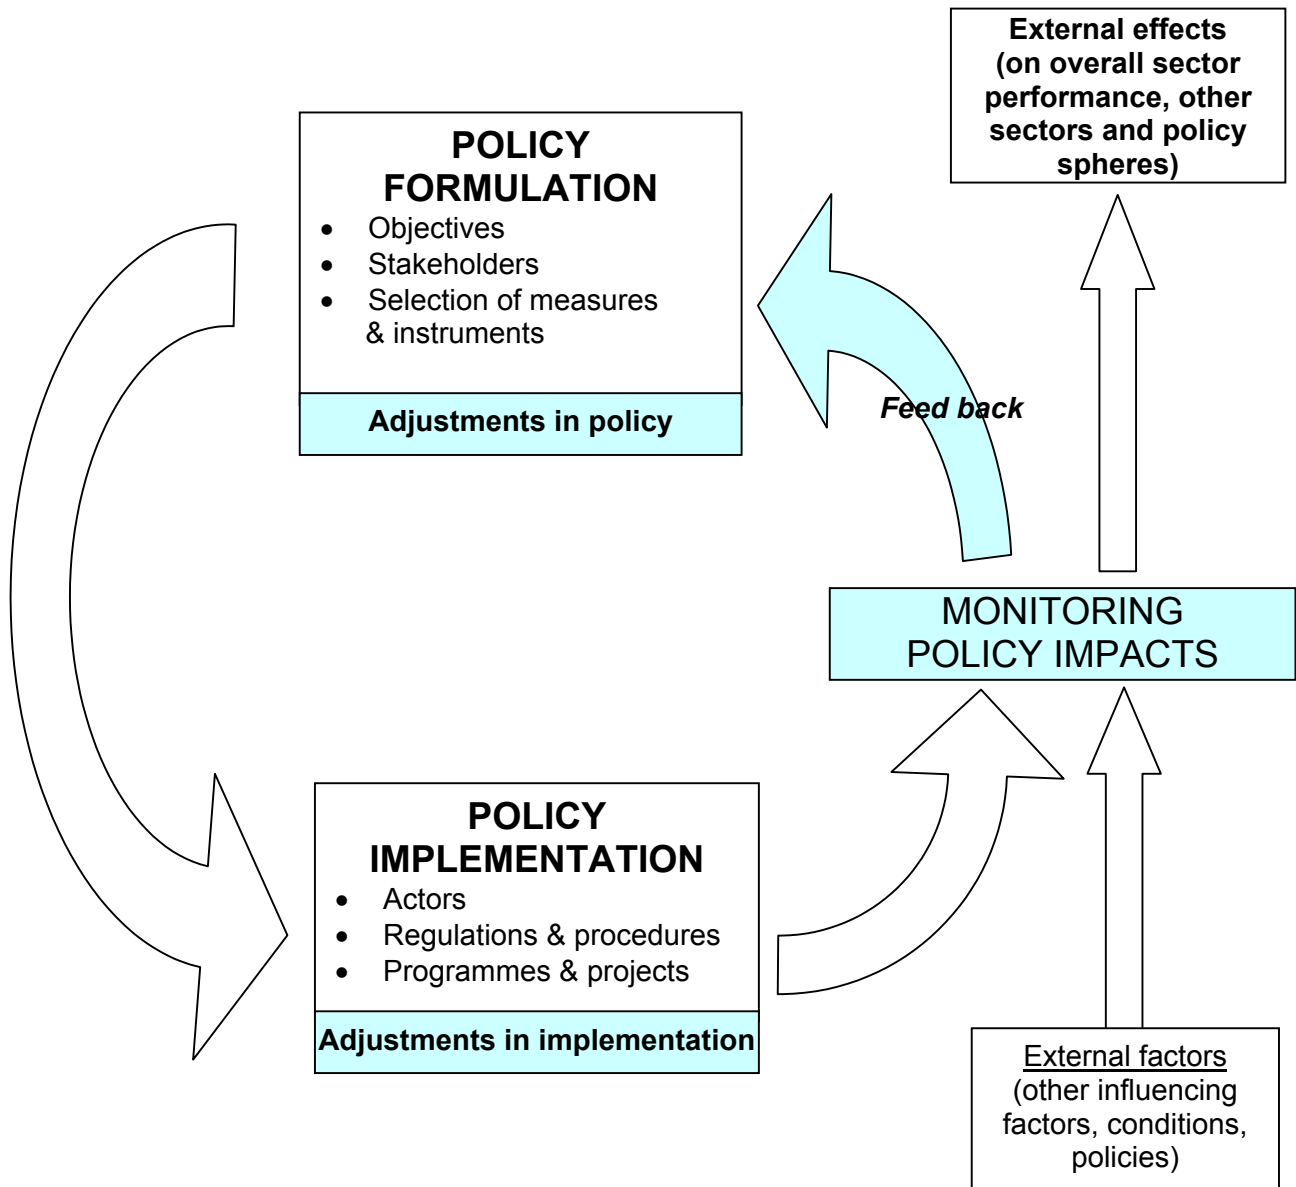 External effects
(on overall sector
performance, other
sectors and policy
spheres)
POLICY
FORMULATION
• Objectives
• Stakeholders
• Selection of measures
& instruments
Adjustments in policy
Feed back
MONITORING
POLICY IMPACTS
POLICY
IMPLEMENTATION
• Actors
• Regulations & procedures
• Programmes & projects
Adjustments in implementation
External factors
(other influencing
factors, conditions,
policies)